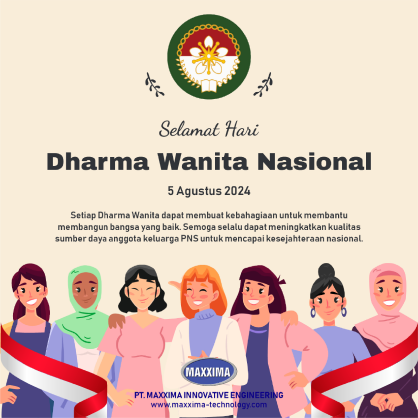 Selamat Hari
Dharma Wanita Nasional
5 Agustus 2024
Setiap Dharma Wanita dapat membuat kebahagiaan untuk membantu
membangun bangsa yang baik. Semoga selalu dapat meningkatkan kualitas
sumber daya anggota keluarga PNS untuk mencapai kesejahteraan nasional.
MAXXIMA
PT. MAXXIMA INNOVATIVE ENGINEERING
www.maxxima-technology.com